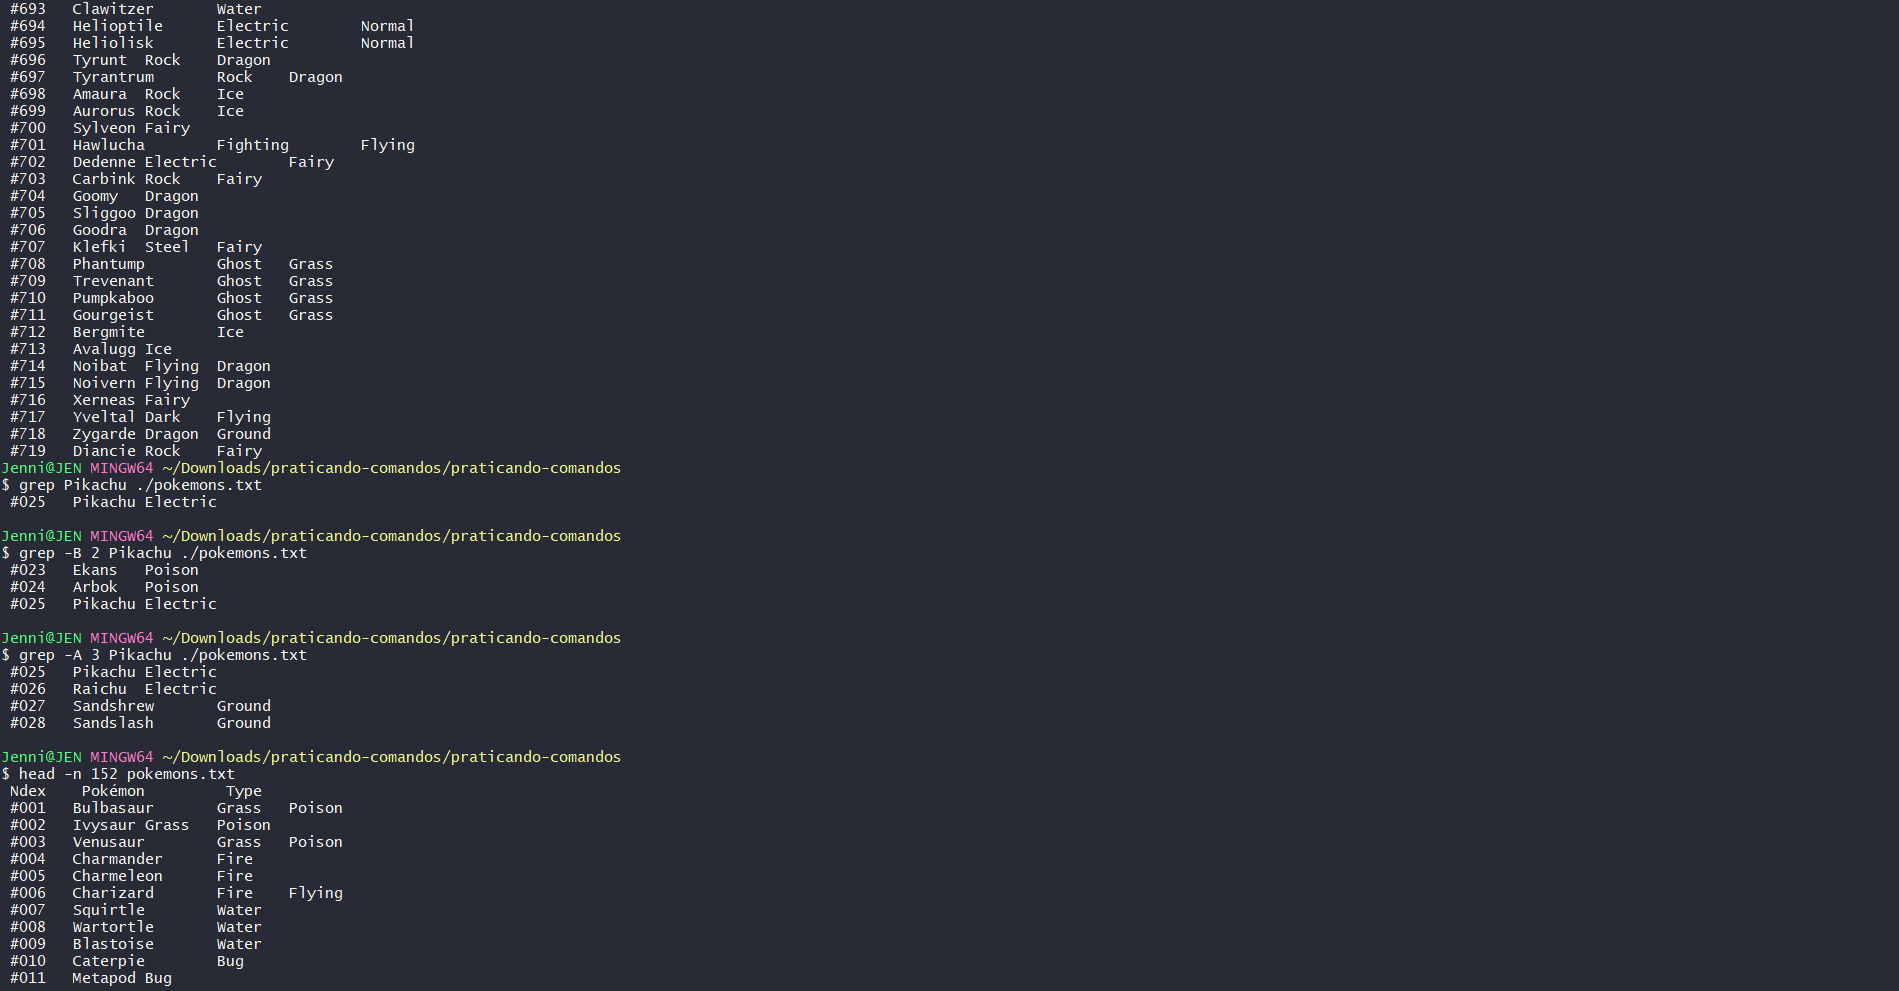 #693   Clawitzer       Water
#694   Helioptile      Electric        Normal
#695   Heliolisk       Electric        Normal
#696   Tyrunt  Rock    Dragon
#697   Tyrantrum       Rock    Dragon
#698   Amaura  Rock    Ice
#699   Aurorus Rock    Ice
#700   Sylveon Fairy
#701   Hawlucha        Fighting        Flying
#702   Dedenne Electric        Fairy
#703   Carbink Rock    Fairy
#704   Goomy   Dragon
#705   Sliggoo Dragon
#706   Goodra  Dragon
#707   Klefki  Steel   Fairy
#708   Phantump        Ghost   Grass
#709   Trevenant       Ghost   Grass
#710   Pumpkaboo       Ghost   Grass
#711   Gourgeist       Ghost   Grass
#712   Bergmite        Ice
#713   Avalugg Ice
#714   Noibat  Flying  Dragon
#715   Noivern Flying  Dragon
#716   Xerneas Fairy
#717   Yveltal Dark    Flying
#718   Zygarde Dragon  Ground
#719   Diancie Rock    Fairy
Jenni@JEN MINGW64 ~/Downloads/praticando-comandos/praticando-comandos
$ grep Pikachu ./pokemons.txt
#025   Pikachu Electric
Jenni@JEN MINGW64 ~/Downloads/praticando-comandos/praticando-comandos
$ grep -B 2 Pikachu ./pokemons.txt
#023   Ekans   Poison
#024   Arbok   Poison
#025   Pikachu Electric
Jenni@JEN MINGW64 ~/Downloads/praticando-comandos/praticando-comandos
$ grep -A 3 Pikachu ./pokemons.txt
#025   Pikachu Electric
#026   Raichu  Electric
#027   Sandshrew       Ground
#028   Sandslash       Ground
Jenni@JEN MINGW64 ~/Downloads/praticando-comandos/praticando-comandos
$ head -n 152 pokemons.txt
Ndex    Pokémon         Type
#001   Bulbasaur       Grass   Poison
#002   Ivysaur Grass   Poison
#003   Venusaur        Grass   Poison
#004   Charmander      Fire
#005   Charmeleon      Fire
#006   Charizard       Fire    Flying
#007   Squirtle        Water
#008   Wartortle       Water
#009   Blastoise       Water
#010   Caterpie        Bug
#011   Metapod Bug